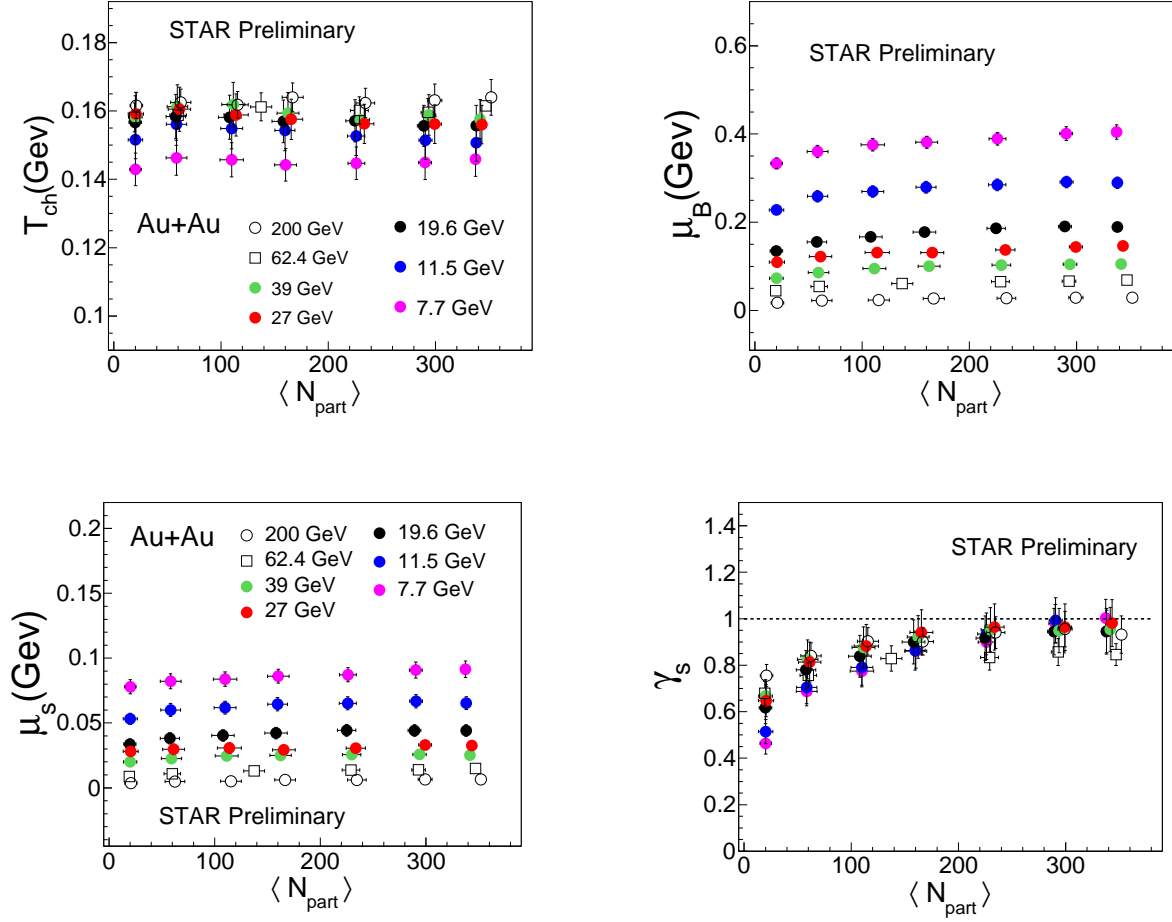 STAR Preliminary
T_ch(Gev)
0.18
0.16
0.14
0.12
0.1
Au+Au
200 GeV
62.4 GeV
39 GeV
27 GeV
19.6 GeV
11.5 GeV
7.7 GeV
0 100 200 300
⟨ N_part ⟩
STAR Preliminary
μ_B(Gev)
0.6
0.4
0.2
0
0 100 200 300
⟨ N_part ⟩
Au+Au
200 GeV
62.4 GeV
39 GeV
27 GeV
19.6 GeV
11.5 GeV
7.7 GeV
μ_s(Gev)
0.2
0.15
0.1
0.05
0
STAR Preliminary
0 100 200 300
⟨ N_part ⟩
STAR Preliminary
γ_s
1.4
1.2
1
0.8
0.6
0.4
0.2
0
0 100 200 300
⟨ N_part ⟩